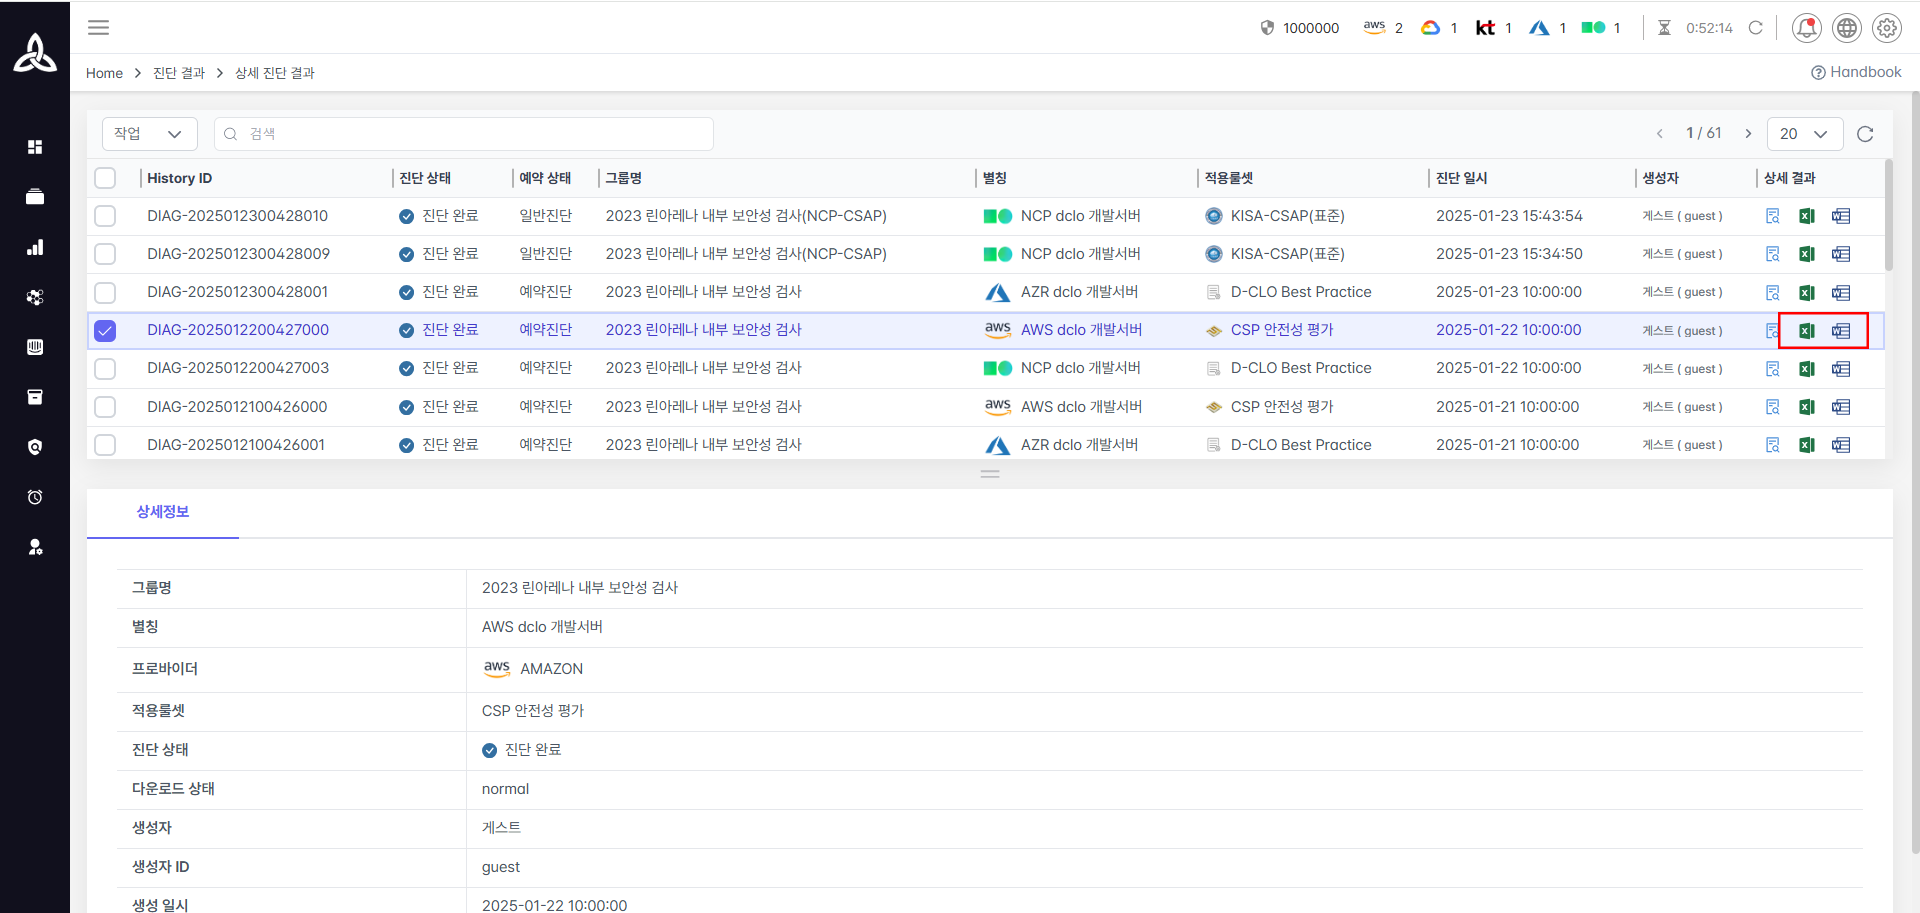 1000000 aws 2 1 kt 1 1 1 0:52:14
Home > 진단 결과 > 상세 진단 결과 Handbook
작업 검색 1 / 61 20
History ID 진단 상태 예약 상태 그룹명 별칭 적용룰셋 진단 일시 생성자 상세 결과
DIAG-2025012300428010 진단 완료 일반진단 2023 린아레나 내부 보안성 검사(NCP-CSAP) NCP dclo 개발서버 KISA-CSAP(표준) 2025-01-23 15:43:54 게스트 ( guest )
DIAG-2025012300428009 진단 완료 일반진단 2023 린아레나 내부 보안성 검사(NCP-CSAP) NCP dclo 개발서버 KISA-CSAP(표준) 2025-01-23 15:34:50 게스트 ( guest )
DIAG-2025012300428001 진단 완료 예약진단 2023 린아레나 내부 보안성 검사 AZR dclo 개발서버 D-CLO Best Practice 2025-01-23 10:00:00 게스트 ( guest )
DIAG-2025012200427000 진단 완료 예약진단 2023 린아레나 내부 보안성 검사 aws AWS dclo 개발서버 CSP 안전성 평가 2025-01-22 10:00:00 게스트 ( guest )
DIAG-2025012200427003 진단 완료 예약진단 2023 린아레나 내부 보안성 검사 NCP dclo 개발서버 D-CLO Best Practice 2025-01-22 10:00:00 게스트 ( guest )
DIAG-2025012100426000 진단 완료 예약진단 2023 린아레나 내부 보안성 검사 aws AWS dclo 개발서버 CSP 안전성 평가 2025-01-21 10:00:00 게스트 ( guest )
DIAG-2025012100426001 진단 완료 예약진단 2023 린아레나 내부 보안성 검사 AZR dclo 개발서버 D-CLO Best Practice 2025-01-21 10:00:00 게스트 ( guest )
상세정보
그룹명 2023 린아레나 내부 보안성 검사
별칭 AWS dclo 개발서버
프로바이더 aws AMAZON
적용룰셋 CSP 안전성 평가
진단 상태 진단 완료
다운로드 상태 normal
생성자 게스트
생성자 ID guest
생성 일시 2025-01-22 10:00:00